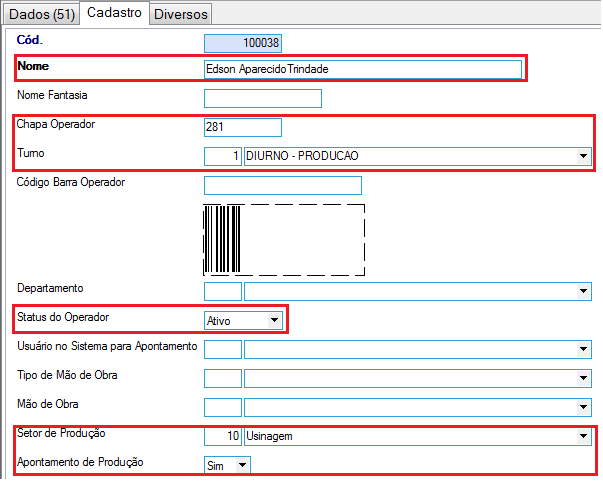 Dados (51) Cadastro Diversos
Cód. 100038
Nome Edson Aparecido Trindade
Nome Fantasia
Chapa Operador 281
Turno 1 DIURNO - PRODUCAO
Código Barra Operador
Departamento
Status do Operador Ativo
Usuário no Sistema para Apontamento
Tipo de Mão de Obra
Mão de Obra
Setor de Produção 10 Usinagem
Apontamento de Produção Sim